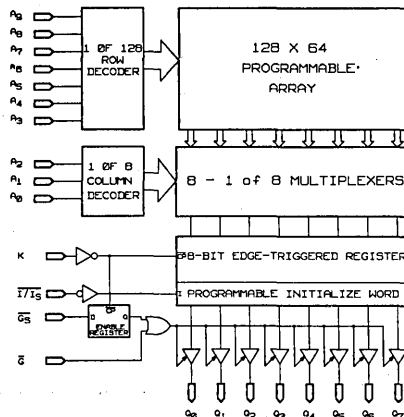 A9
A8
A7
A6
A5
A4
A3
1 OF 128
ROW
DECODER
128 X 64
PROGRAMMABLE
ARRAY
A2
A1
A0
1 OF 8
COLUMN
DECODER
8 - 1 of 8 MULTIPLEXERS
K
8-BIT EDGE-TRIGGERED REGISTER
I/IS
I PROGRAMMABLE INITIALIZE WORD
CP
GS
D
Q
ENABLE
REGISTER
G
Q0 Q1 Q2 Q3 Q4 Q5 Q6 Q7